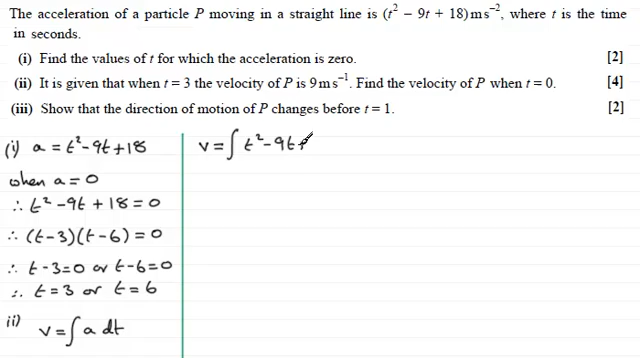 The acceleration of a particle P moving in a straight line is (t² − 9t + 18) m s⁻², where t is the time
in seconds.
(i) Find the values of t for which the acceleration is zero. [2]
(ii) It is given that when t = 3 the velocity of P is 9 m s⁻¹. Find the velocity of P when t = 0. [4]
(iii) Show that the direction of motion of P changes before t = 1. [2]
(i) a = t² - 9t + 18
when a = 0
∴ t² - 9t + 18 = 0
∴ (t - 3)(t - 6) = 0
∴ t - 3 = 0 or t - 6 = 0
∴ t = 3 or t = 6
ii) v = ∫ a dt
v = ∫ t² - 9t +